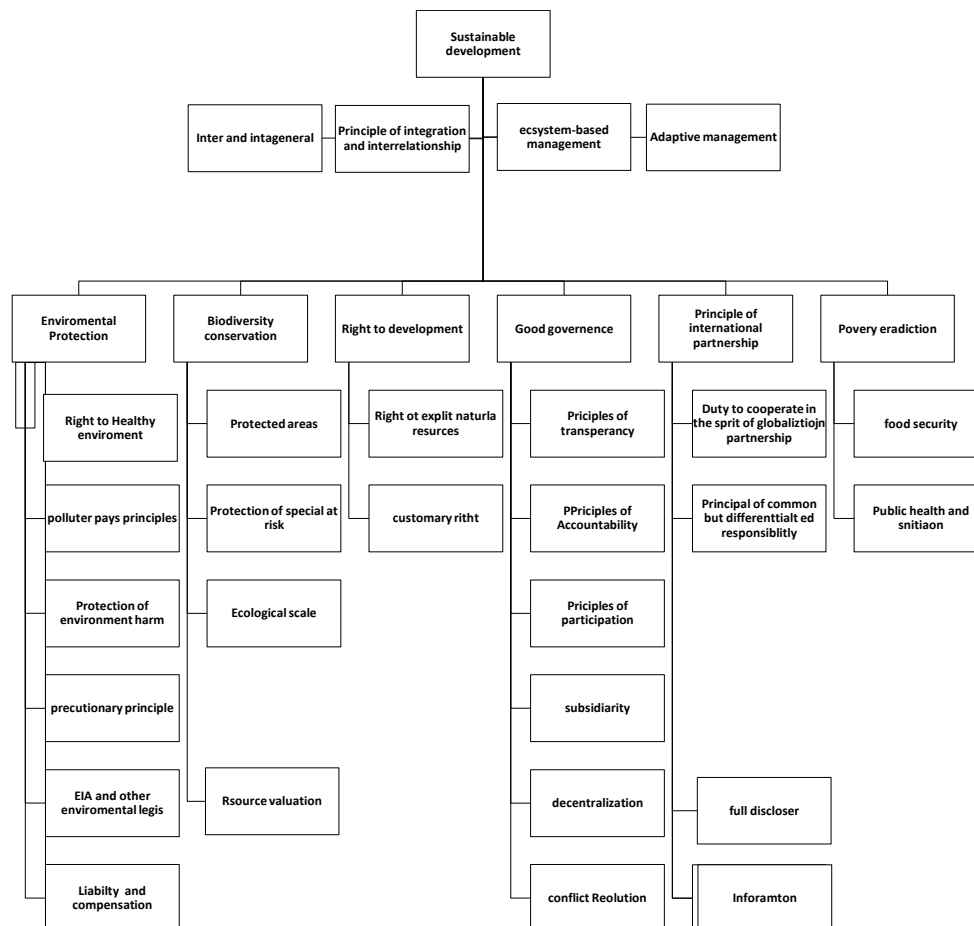 Sustainable
development
Inter and intageneral
Principle of integration
and interrelationship
ecsystem-based
management
Adaptive management
Enviromental
Protection
Biodiversity
conservation
Right to development
Good governence
Principle of
international
partnership
Povery eradiction
Right to Healthy
enviroment
Protected areas
Right ot explit naturla
resurces
Priciples of
transperancy
Duty to cooperate in
the sprit of globaliztiojn
partnership
food security
polluter pays principles
Protection of special at
risk
customary ritht
PPriciples of
Accountability
Principal of common
but differenttialt ed
responsiblitly
Public health and
snitiaon
Protection of
environment harm
Ecological scale
Priciples of
participation
precutionary principle
subsidiarity
EIA and other
enviromental legis
Rsource valuation
decentralization
full discloser
Liabilty and
compensation
conflict Reolution
Inforamton